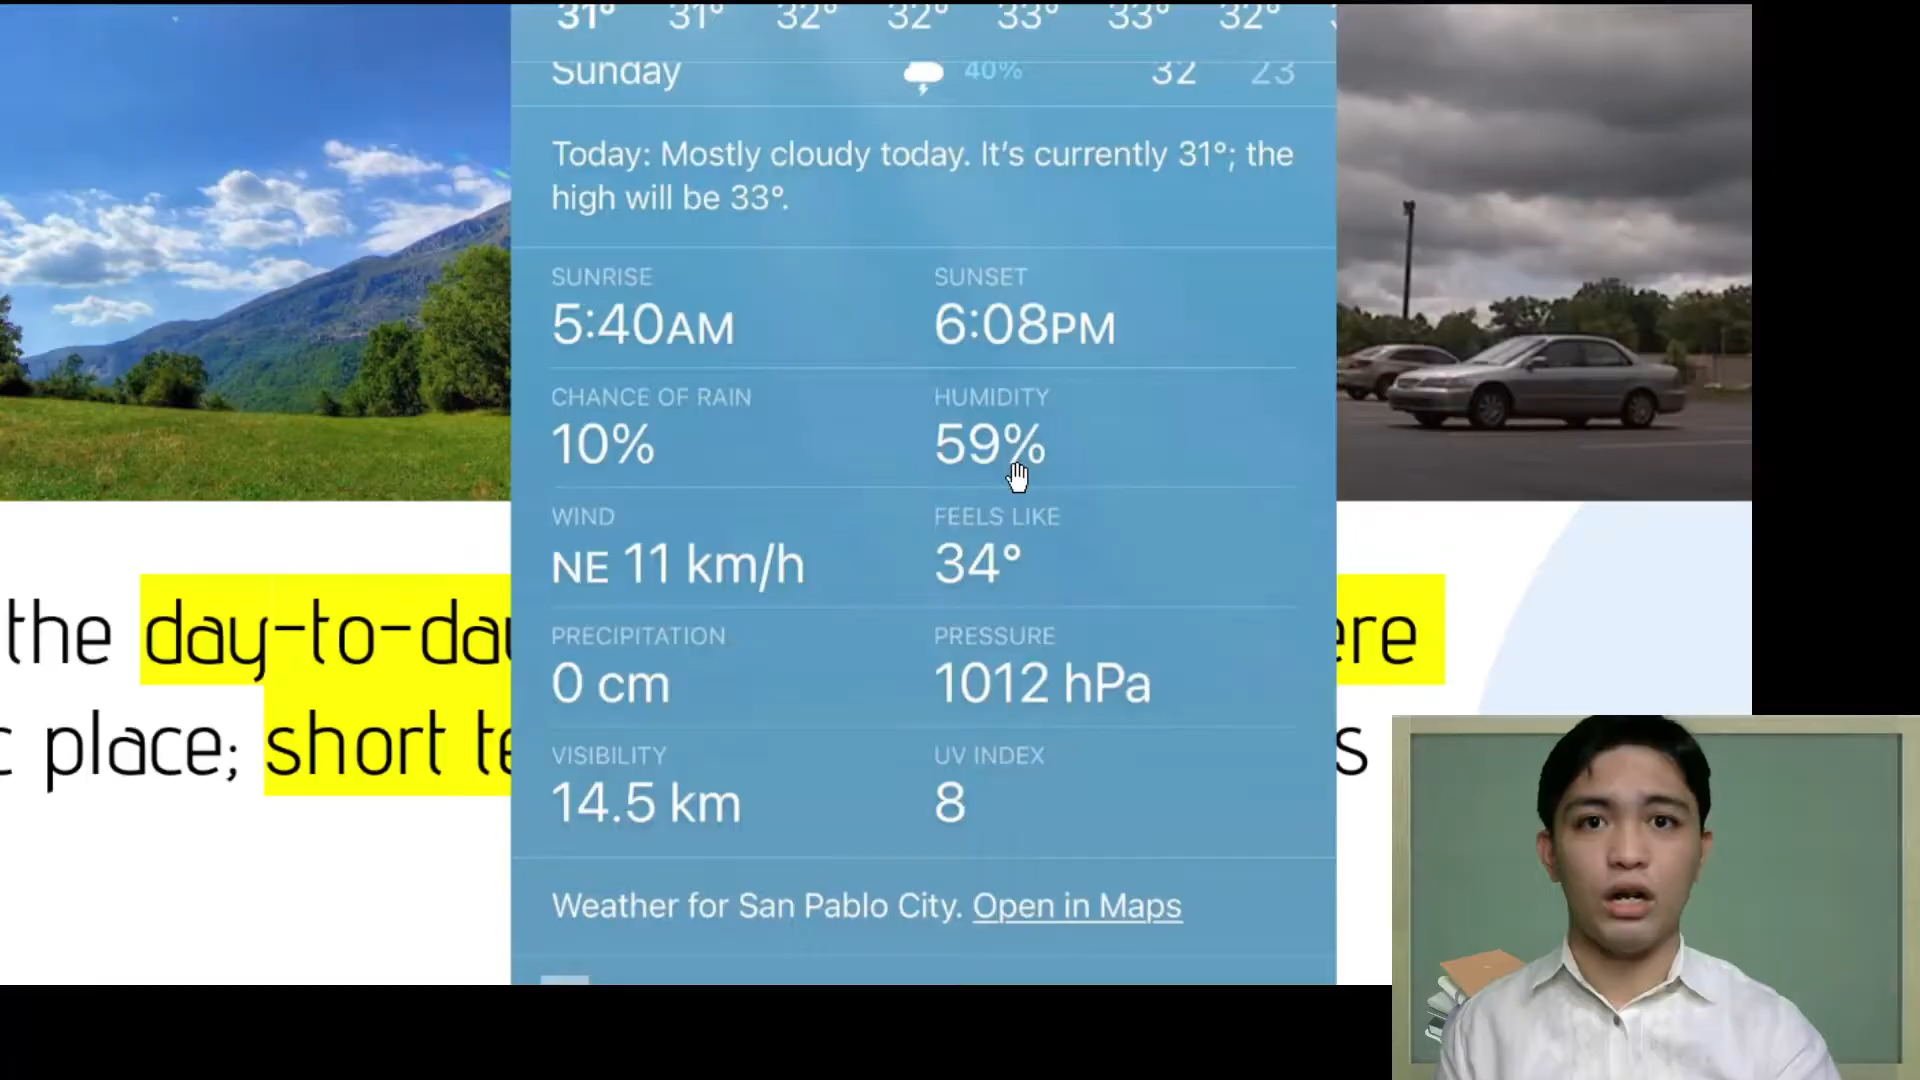 31° 31° 32° 32° 33° 33° 32°
Sunday 40% 32 23
Today: Mostly cloudy today. It's currently 31°; the
high will be 33°.
SUNRISE SUNSET
5:40AM 6:08PM
CHANCE OF RAIN HUMIDITY
10% 59%
WIND FEELS LIKE
NE 11 km/h 34°
PRECIPITATION PRESSURE
0 cm 1012 hPa
VISIBILITY UV INDEX
14.5 km 8
Weather for San Pablo City. Open in Maps
the day-to-da ere
c place; short te s